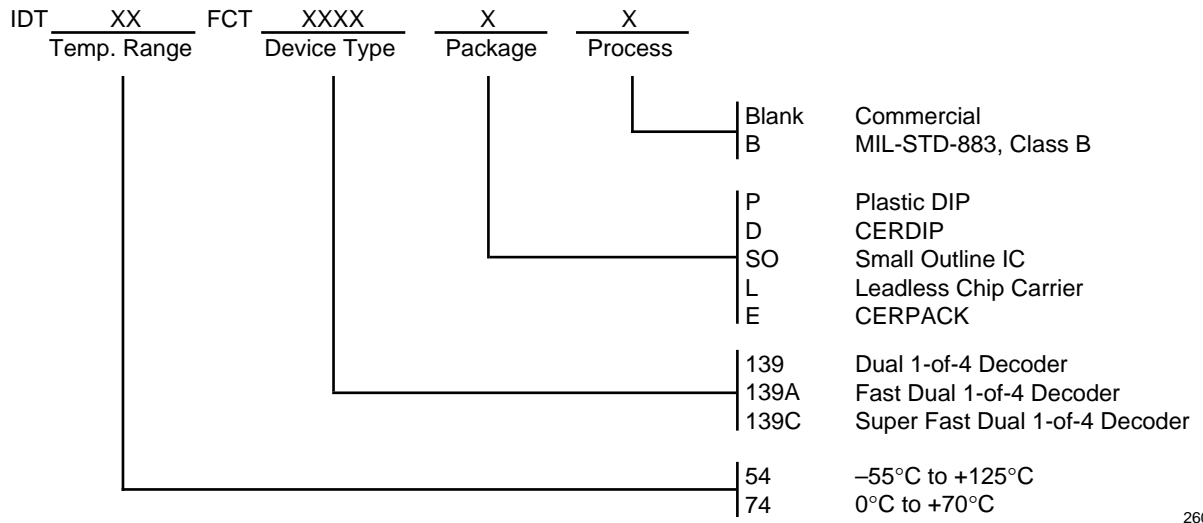 IDT XX FCT XXXX X X
Temp. Range Device Type Package Process
Blank Commercial
B MIL-STD-883, Class B
P Plastic DIP
D CERDIP
SO Small Outline IC
L Leadless Chip Carrier
E CERPACK
139 Dual 1-of-4 Decoder
139A Fast Dual 1-of-4 Decoder
139C Super Fast Dual 1-of-4 Decoder
54 –55°C to +125°C
74 0°C to +70°C